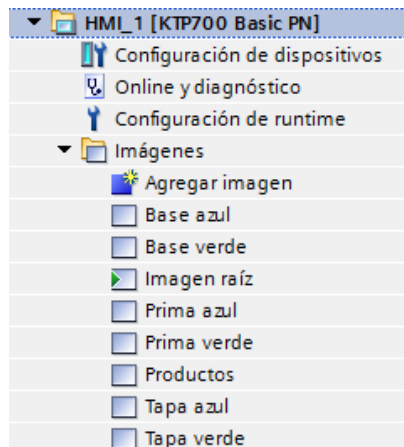 HMI_1 [KTP700 Basic PN]
Configuración de dispositivos
Online y diagnóstico
Configuración de runtime
Imágenes
Agregar imagen
Base azul
Base verde
Imagen raíz
Prima azul
Prima verde
Productos
Tapa azul
Tapa verde